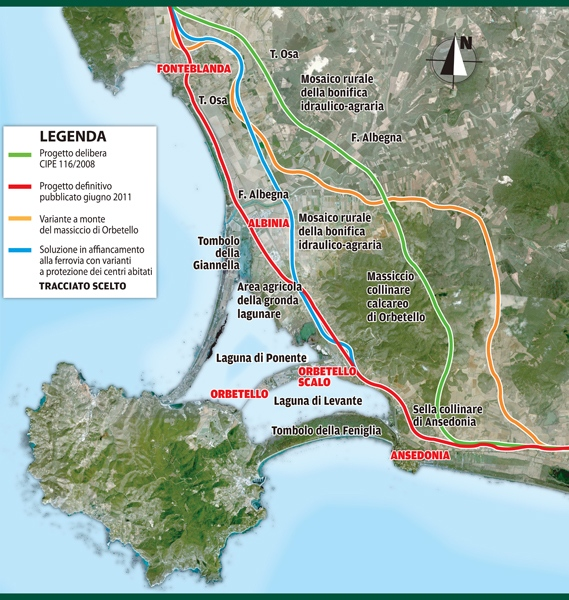 N
T. Osa
FONTEBLANDA
Mosaico rurale
della bonifica
idraulico-agraria
T. Osa
F. Albegna
LEGENDA
Progetto delibera
CIPE 116/2008
Progetto definitivo
pubblicato giugno 2011
Variante a monte
del massiccio di Orbetello
Soluzione in affiancamento
alla ferrovia con varianti
a protezione dei centri abitati
TRACCIATO SCELTO
F. Albegna
ALBINIA
Mosaico rurale
della bonifica
idraulico-agraria
Tombolo
della
Giannella
Area agricola
della gronda
lagunare
Massiccio
collinare
calcareo
di Orbetello
Laguna di Ponente
ORBETELLO
SCALO
ORBETELLO
Laguna di Levante
Sella collinare
di Ansedonia
Tombolo della Feniglia
ANSEDONIA